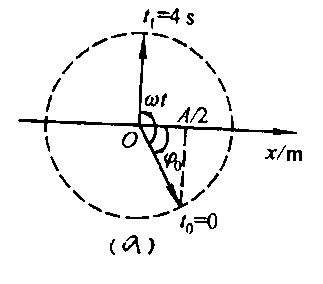 t₁=4 s
ωt
A/2
O
x/m
φ₀
t₀=0
(a)